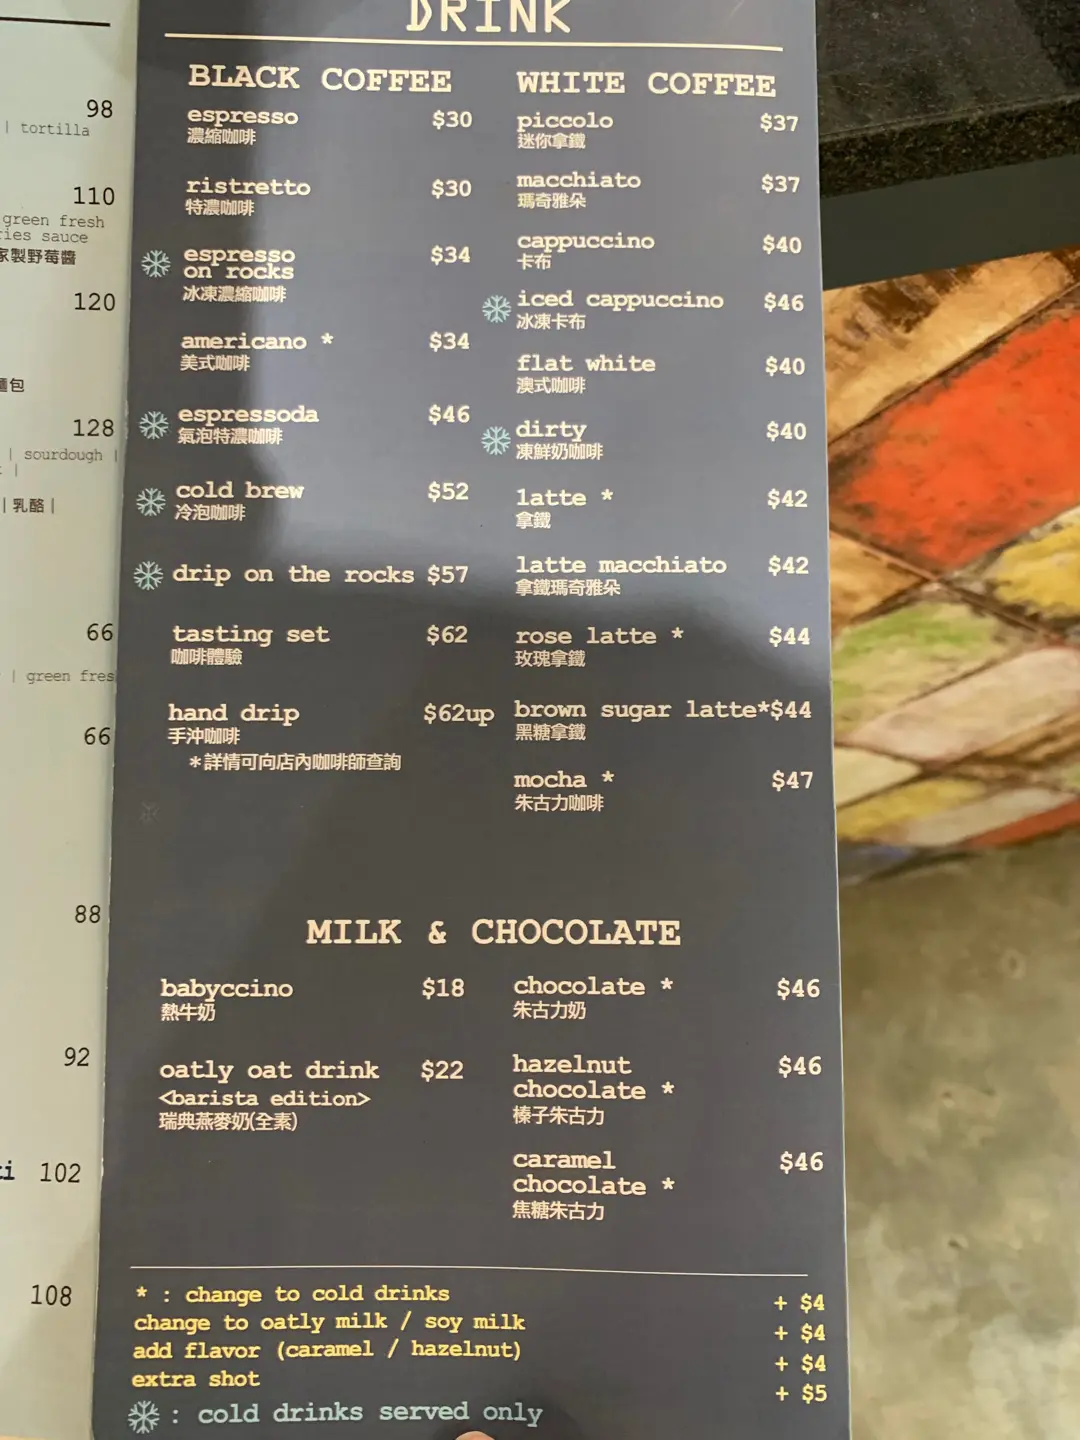 98
| tortilla
110
green fresh
ries sauce
家製野莓醬
120
包
128
| sourdough |
|
| 乳酪 |
66
| green fres
66
88
92
102
108
DRINK
BLACK COFFEE
espresso $30
濃縮咖啡
ristretto $30
特濃咖啡
espresso $34
on rocks
冰凍濃縮咖啡
americano * $34
美式咖啡
espressoda $46
氣泡特濃咖啡
cold brew $52
冷泡咖啡
drip on the rocks $57
tasting set $62
咖啡體驗
hand drip $62up
手沖咖啡
*詳情可向店內咖啡師查詢
WHITE COFFEE
piccolo $37
迷你拿鐵
macchiato $37
瑪奇雅朵
cappuccino $40
卡布
iced cappuccino $46
冰凍卡布
flat white $40
澳式咖啡
dirty $40
凍鮮奶咖啡
latte * $42
拿鐵
latte macchiato $42
拿鐵瑪奇雅朵
rose latte * $44
玫瑰拿鐵
brown sugar latte*$44
黑糖拿鐵
mocha * $47
朱古力咖啡
MILK & CHOCOLATE
babyccino $18
熱牛奶
oatly oat drink $22
<barista edition>
瑞典燕麥奶(全素)
chocolate * $46
朱古力奶
hazelnut $46
chocolate *
榛子朱古力
caramel $46
chocolate *
焦糖朱古力
* : change to cold drinks + $4
change to oatly milk / soy milk + $4
add flavor (caramel / hazelnut) + $4
extra shot + $5
: cold drinks served only